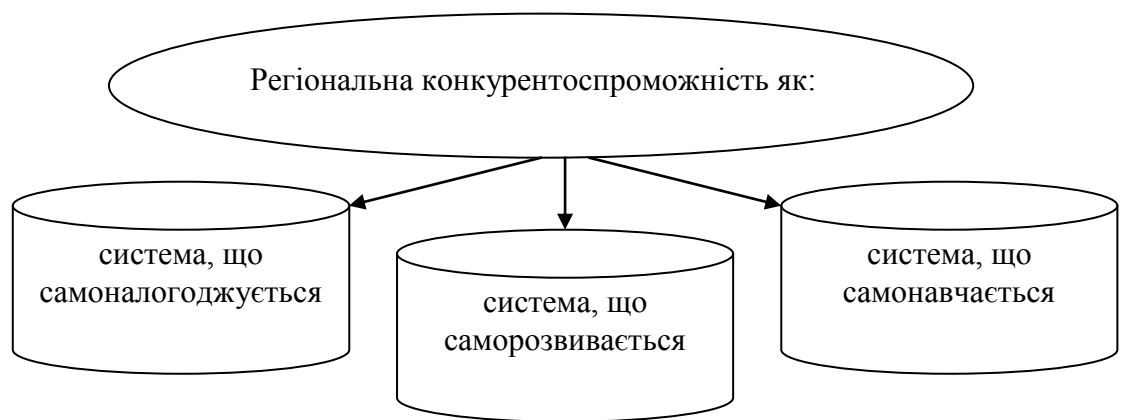 Регіональна конкурентоспроможність як:
система, що
самоналогоджується
система, що
саморозвивається
система, що
самонавчається